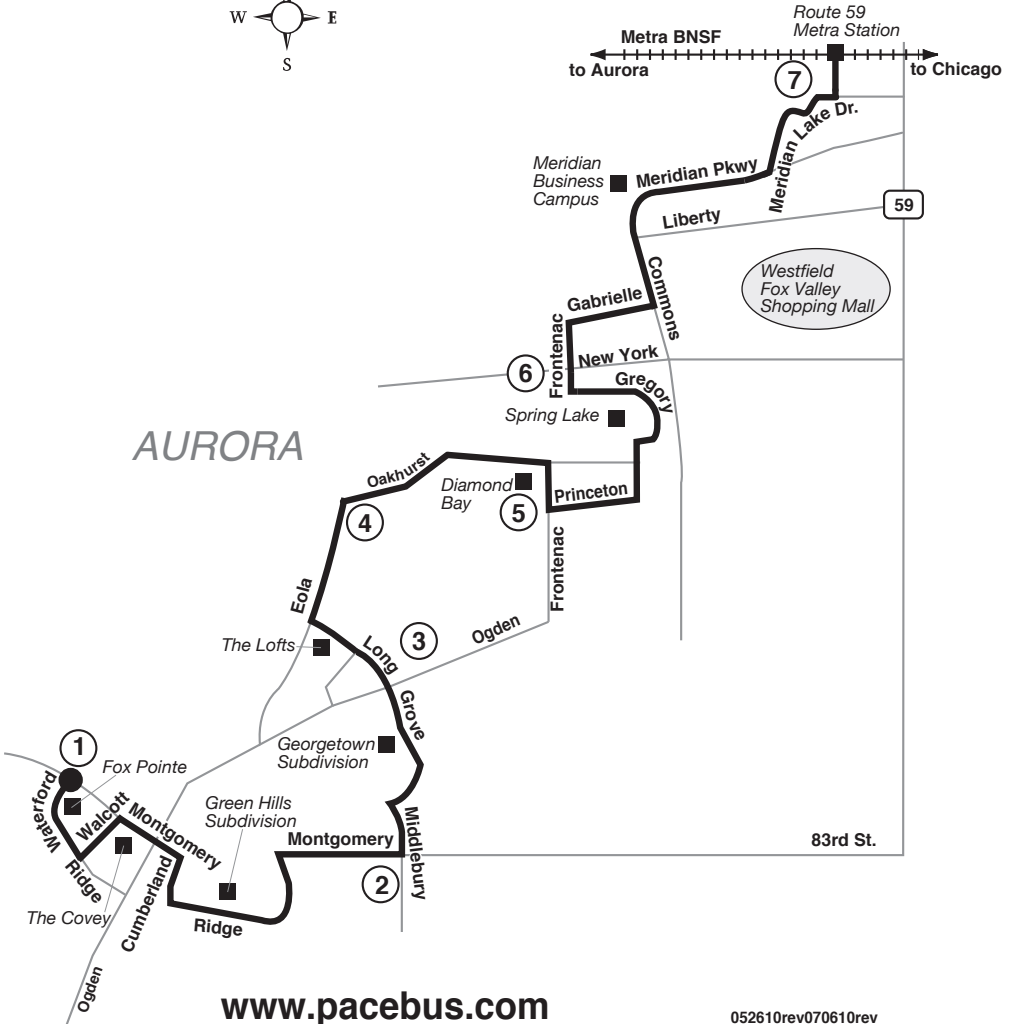 W E
S
Route 59
Metra Station
Metra BNSF
to Aurora
to Chicago
7
Meridian Lake Dr.
Meridian
Business
Campus
Meridian Pkwy
59
Liberty
Westfield
Fox Valley
Shopping Mall
Commons
Gabrielle
Frontenac
New York
6
Gregory
Spring Lake
AURORA
Oakhurst
Diamond
Bay
Princeton
4
5
Frontenac
Eola
Ogden
3
The Lofts
Long
Grove
Georgetown
Subdivision
1
Fox Pointe
Waterford
Walcott
Montgomery
Green Hills
Subdivision
Montgomery
Middlebury
83rd St.
Ridge
2
The Covey
Cumberland
Ridge
Ogden
www.pacebus.com
052610rev070610rev